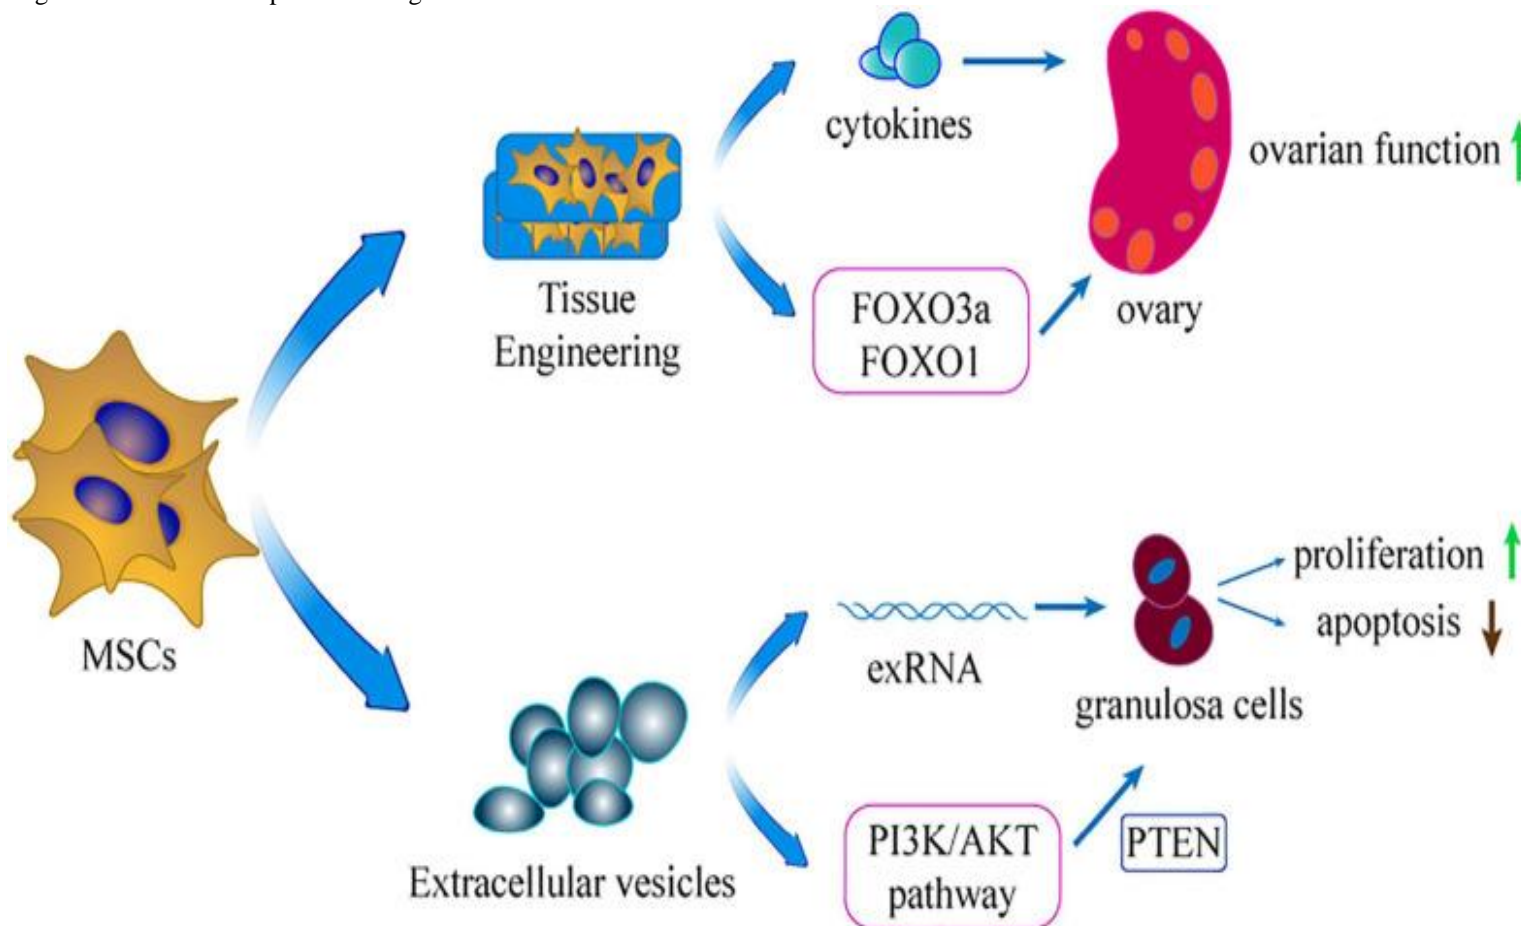 cytokines
ovarian function
Tissue
Engineering
FOXO3a
FOXO1
ovary
MSCs
exRNA
proliferation
apoptosis
granulosa cells
Extracellular vesicles
PI3K/AKT
pathway
PTEN